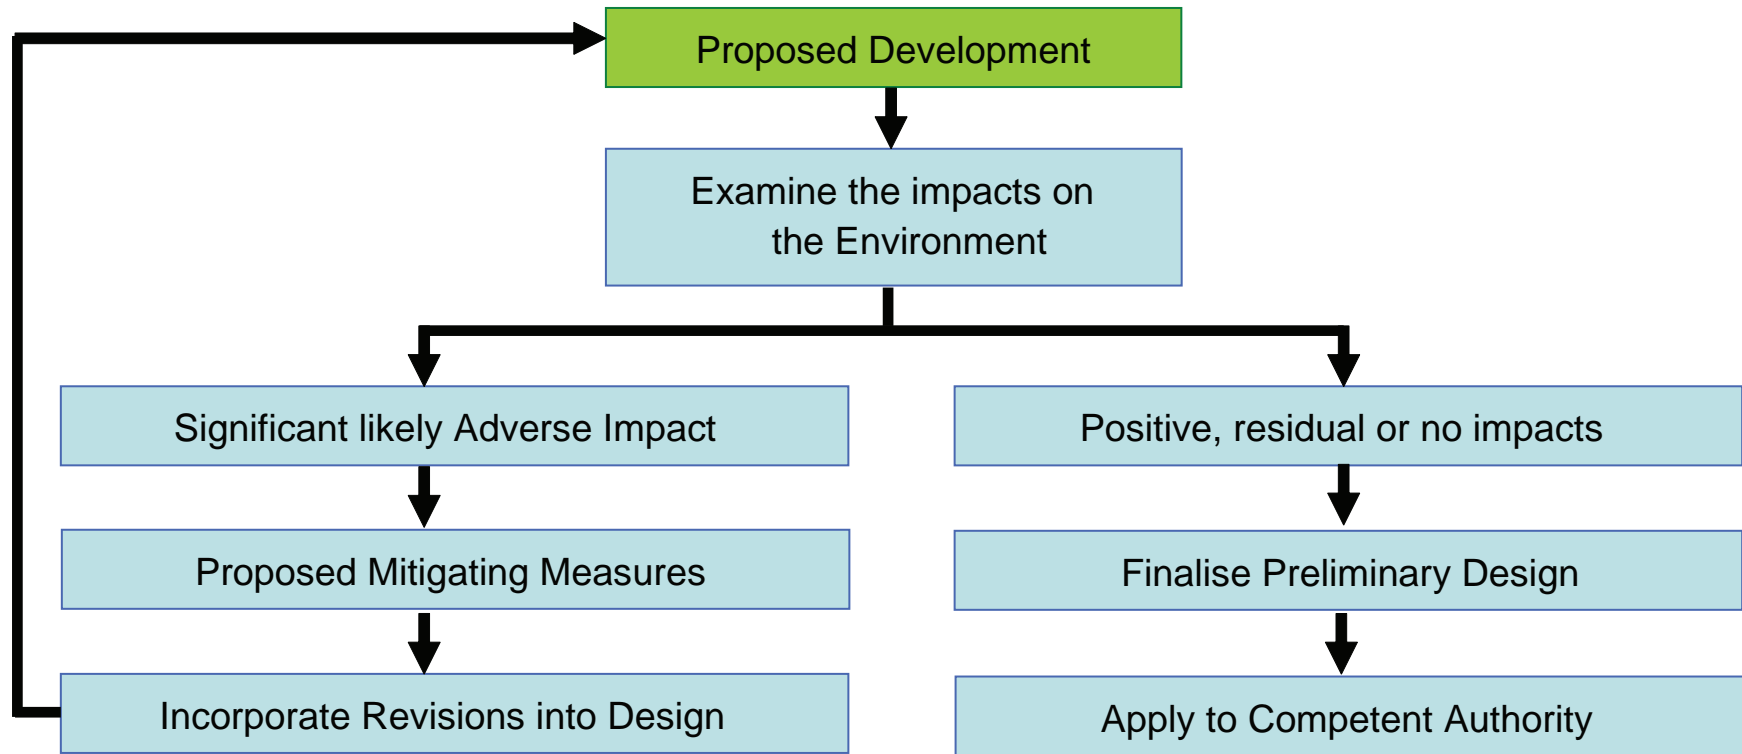 Proposed Development
Examine the impacts on
the Environment
Significant likely Adverse Impact
Positive, residual or no impacts
Proposed Mitigating Measures
Finalise Preliminary Design
Incorporate Revisions into Design
Apply to Competent Authority